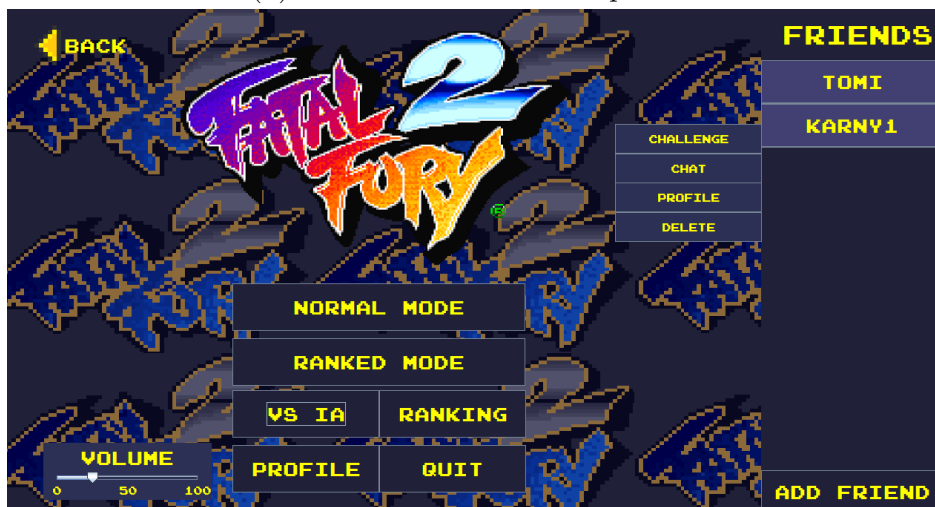 BACK
FATAL
FURY
2
®
NORMAL MODE
RANKED MODE
VS IA
RANKING
PROFILE
QUIT
VOLUME
0 50 100
CHALLENGE
CHAT
PROFILE
DELETE
FRIENDS
TOMI
KARNY1
ADD FRIEND